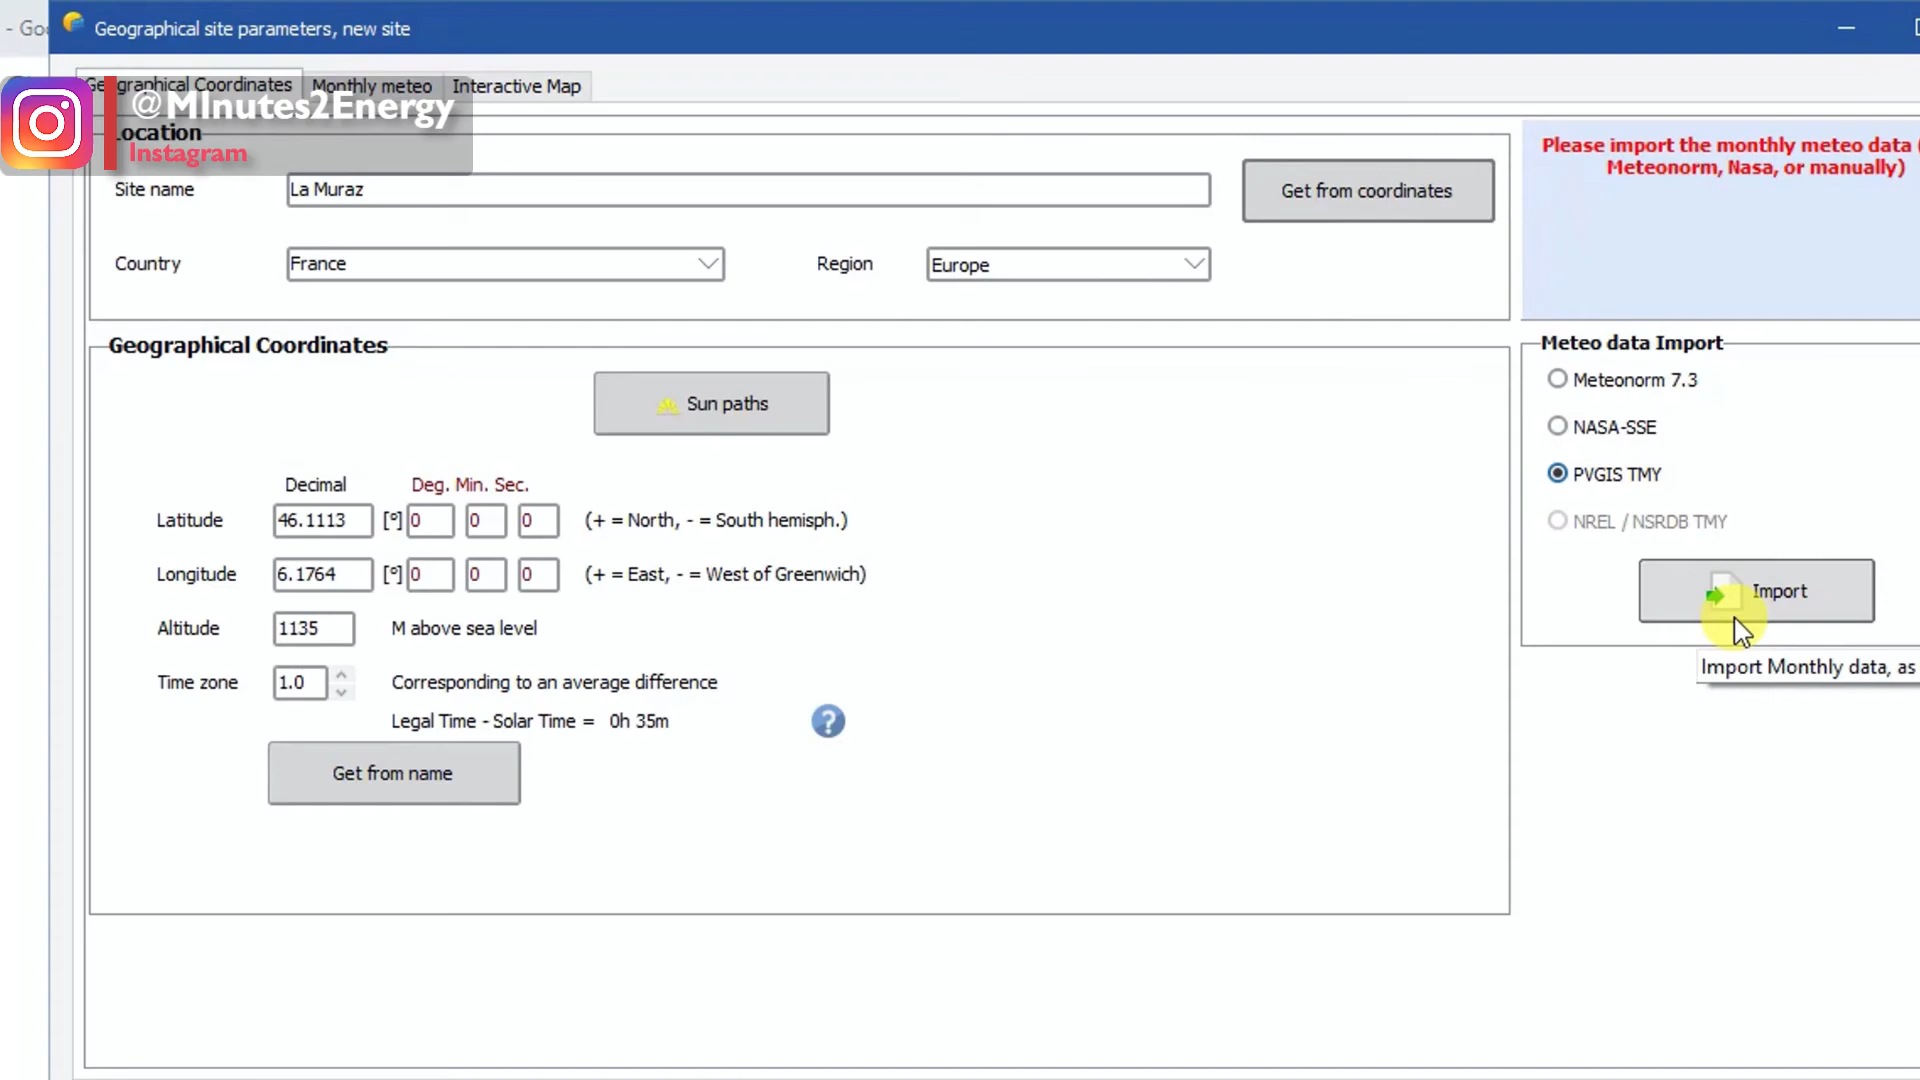 - Goo
Geographical site parameters, new site
Geographical Coordinates
Monthly meteo
Interactive Map
@MInutes2Energy
Instagram
Location
Site name
La Muraz
Get from coordinates
Country
France
Region
Europe
Please import the monthly meteo data (
Meteonorm, Nasa, or manually)
Geographical Coordinates
Sun paths
Decimal
Deg. Min. Sec.
Latitude
46.1113
[°] 0 0 0
(+ = North, - = South hemisph.)
Longitude
6.1764
[°] 0 0 0
(+ = East, - = West of Greenwich)
Altitude
1135
M above sea level
Time zone
1.0
Corresponding to an average difference
Legal Time - Solar Time = 0h 35m
?
Get from name
Meteo data Import
Meteonorm 7.3
NASA-SSE
PVGIS TMY
NREL / NSRDB TMY
Import
Import Monthly data, as